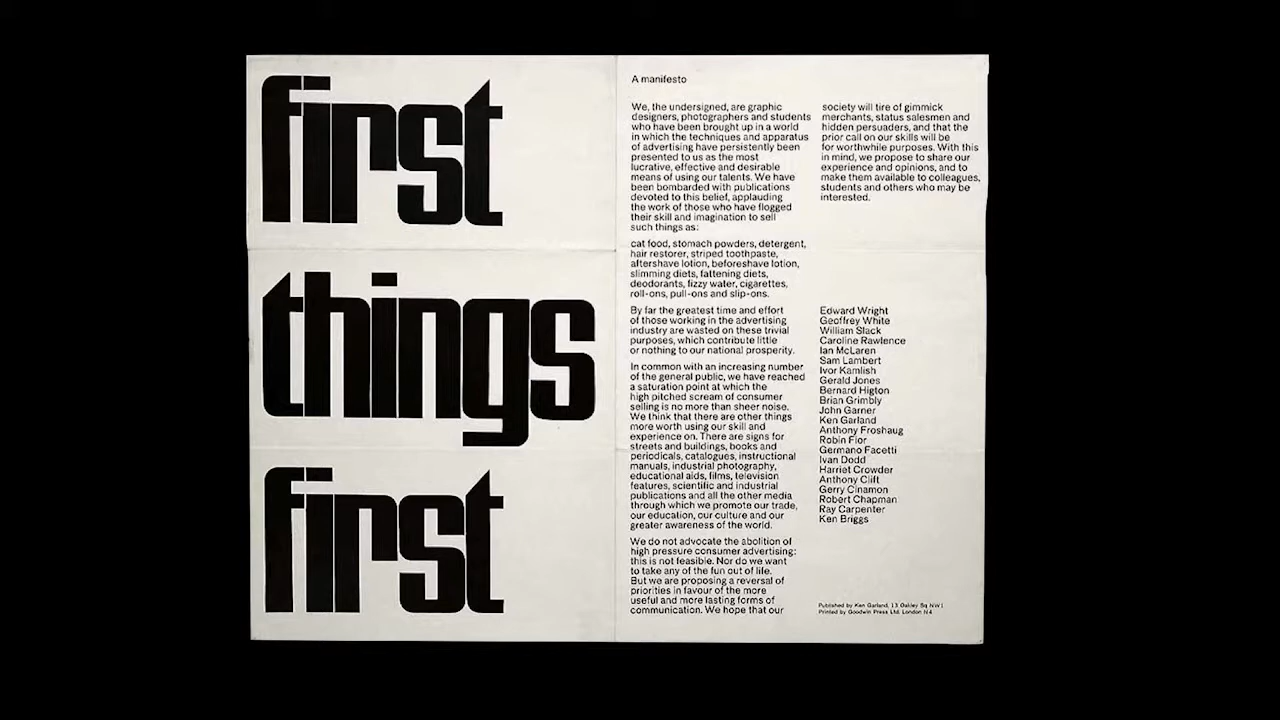 first
things
first
A manifesto
We, the undersigned, are graphic
designers, photographers and students
who have been brought up in a world
in which the techniques and apparatus
of advertising have persistently been
presented to us as the most
lucrative, effective and desirable
means of using our talents. We have
been bombarded with publications
devoted to this belief, applauding
the work of those who have flogged
their skill and imagination to sell
such things as:
cat food, stomach powders, detergent,
hair restorer, striped toothpaste,
aftershave lotion, beforeshave lotion,
slimming diets, fattening diets,
deodorants, fizzy water, cigarettes,
roll-ons, pull-ons and slip-ons.
By far the greatest time and effort
of those working in the advertising
industry are wasted on these trivial
purposes, which contribute little
or nothing to our national prosperity.
In common with an increasing number
of the general public, we have reached
a saturation point at which the
high pitched scream of consumer
selling is no more than sheer noise.
We think that there are other things
more worth using our skill and
experience on. There are signs for
streets and buildings, books and
periodicals, catalogues, instructional
manuals, industrial photography,
educational aids, films, television
features, scientific and industrial
publications and all the other media
through which we promote our trade,
our education, our culture and our
greater awareness of the world.
We do not advocate the abolition of
high pressure consumer advertising:
this is not feasible. Nor do we want
to take any of the fun out of life.
But we are proposing a reversal of
priorities in favour of the more
useful and more lasting forms of
communication. We hope that our
society will tire of gimmick
merchants, status salesmen and
hidden persuaders, and that the
prior call on our skills will be
for worthwhile purposes. With this
in mind, we propose to share our
experience and opinions, and to
make them available to colleagues,
students and others who may be
interested.
Edward Wright
Geoffrey White
William Slack
Caroline Rawlence
Ian McLaren
Sam Lambert
Ivor Kamlish
Gerald Jones
Bernard Higton
Brian Grimbly
John Garner
Ken Garland
Anthony Froshaug
Robin Fior
Germano Facetti
Ivan Dodd
Harriet Crowder
Anthony Clift
Gerry Cinamon
Robert Chapman
Ray Carpenter
Ken Briggs
Published by Ken Garland, 13 Oakley Sq NW1
Printed by Goodwin Press Ltd. London N4